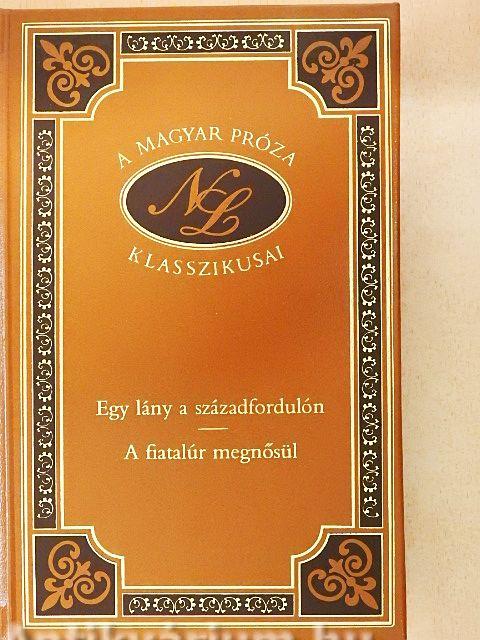 A MAGYAR PRÓZA
NL
KLASSZIKUSAI
Egy lány a századfordulón
A fiatalúr megnősül